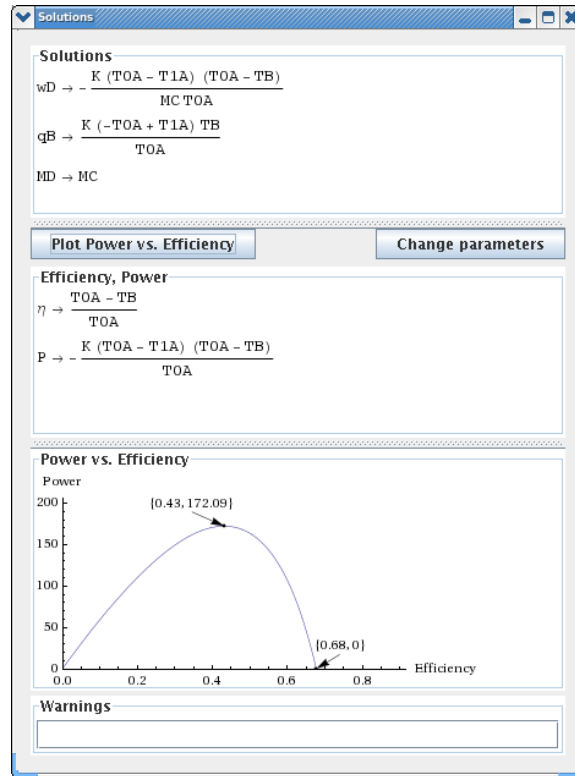 Solutions
Solutions
wD → - K (T0A - T1A) (T0A - TB) / MC T0A
qB → K (-T0A + T1A) TB / T0A
MD → MC
Plot Power vs. Efficiency Change parameters
Efficiency, Power
η → T0A - TB / T0A
P → - K (T0A - T1A) (T0A - TB) / T0A
Power vs. Efficiency
Power
200
{0.43, 172.09}
150
100
50
{0.68, 0}
0
Efficiency
0.0 0.2 0.4 0.6 0.8
Warnings